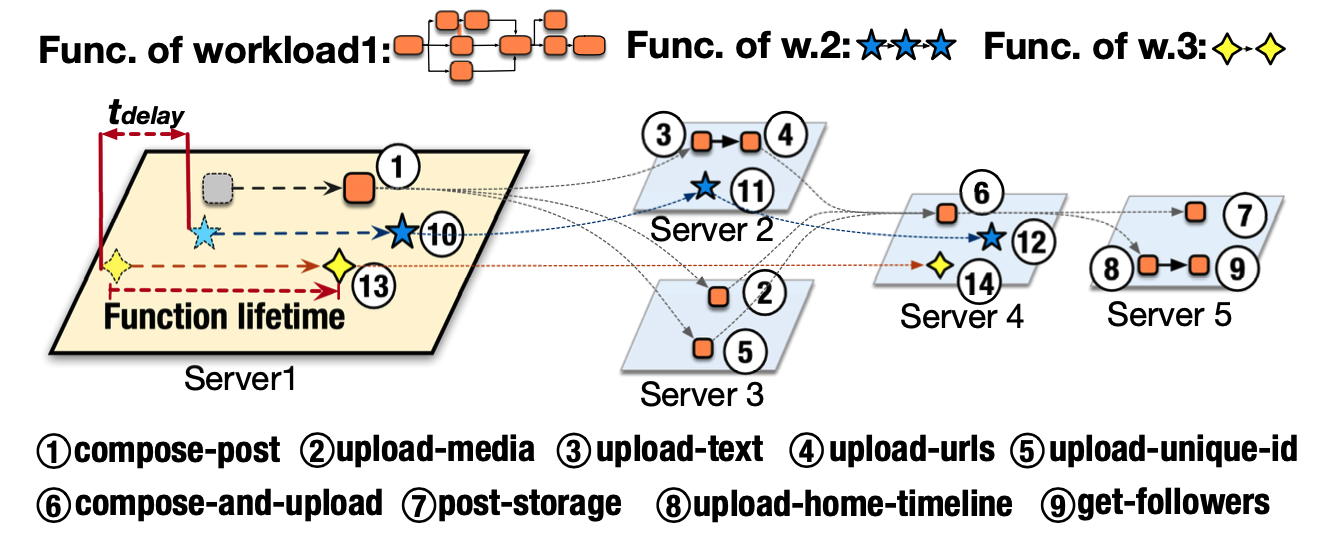 Func. of workload1: Func. of w.2: Func. of w.3:
tdelay
1
3 4
11
Server 2
10
6
12
14
Server 4
7
8 9
Server 5
13
Function lifetime
Server1
2
5
Server 3
①compose-post ②upload-media ③upload-text ④upload-urls ⑤upload-unique-id
⑥compose-and-upload ⑦post-storage ⑧upload-home-timeline ⑨get-followers